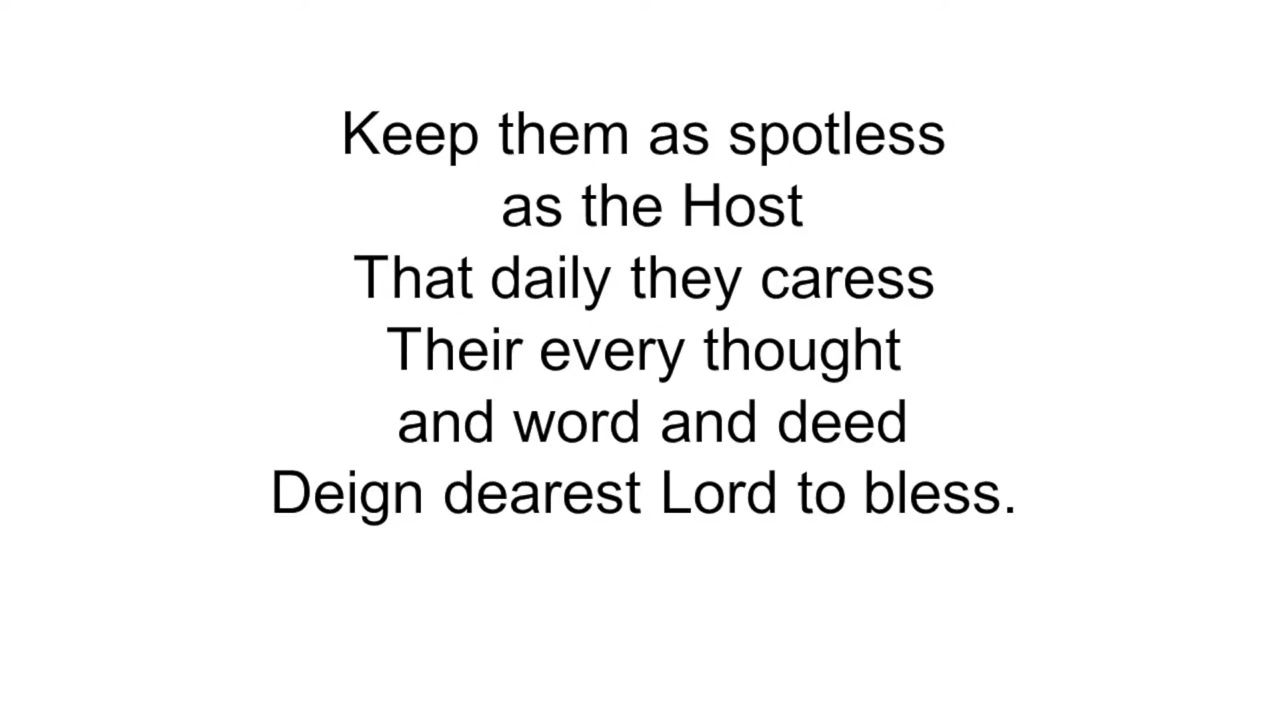 Keep them as spotless
as the Host
That daily they caress
Their every thought
and word and deed
Deign dearest Lord to bless.